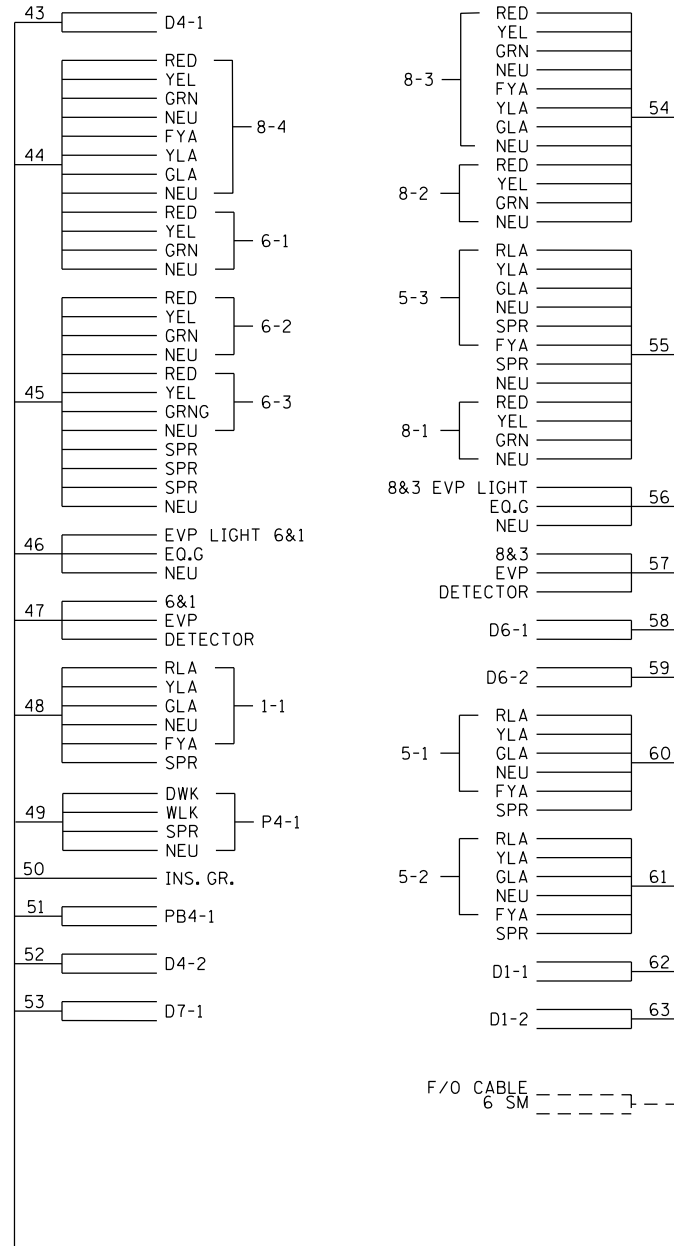 43
D4-1
44
RED
YEL
GRN
NEU
FYA
YLA
GLA
NEU
8-4
RED
YEL
GRN
NEU
6-1
45
RED
YEL
GRN
NEU
6-2
RED
YEL
GRNG
NEU
6-3
SPR
SPR
SPR
NEU
46
EVP LIGHT 6&1
EQ.G
NEU
47
6&1
EVP
DETECTOR
48
RLA
YLA
GLA
NEU
FYA
SPR
1-1
49
DWK
WLK
SPR
NEU
P4-1
50
INS. GR.
51
PB4-1
52
D4-2
53
D7-1
8-3
RED
YEL
GRN
NEU
FYA
YLA
GLA
NEU
54
8-2
RED
YEL
GRN
NEU
5-3
RLA
YLA
GLA
NEU
SPR
FYA
SPR
NEU
55
8-1
RED
YEL
GRN
NEU
8&3 EVP LIGHT
EQ.G
NEU
56
8&3
EVP
DETECTOR
57
D6-1
58
D6-2
59
5-1
RLA
YLA
GLA
NEU
FYA
SPR
60
5-2
RLA
YLA
GLA
NEU
FYA
SPR
61
D1-1
62
D1-2
63
F/O CABLE
6 SM